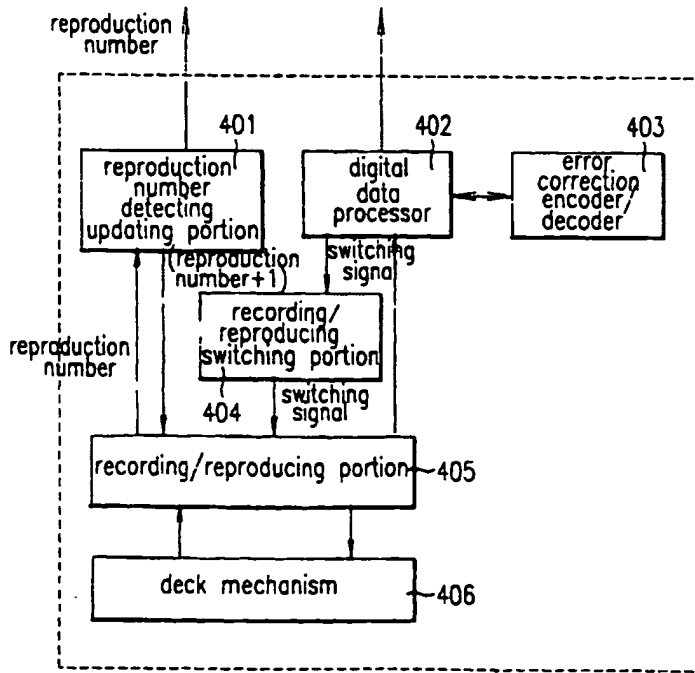 reproduction
number
401
402
403
reproduction
number
detecting
updating portion
digital
data
processor
error
correction
encoder/
decoder
(reproduction
number+1)
switching
signal
recording/
reproducing
switching portion
reproduction
number
404
switching
signal
recording/reproducing portion
405
deck mechanism
406